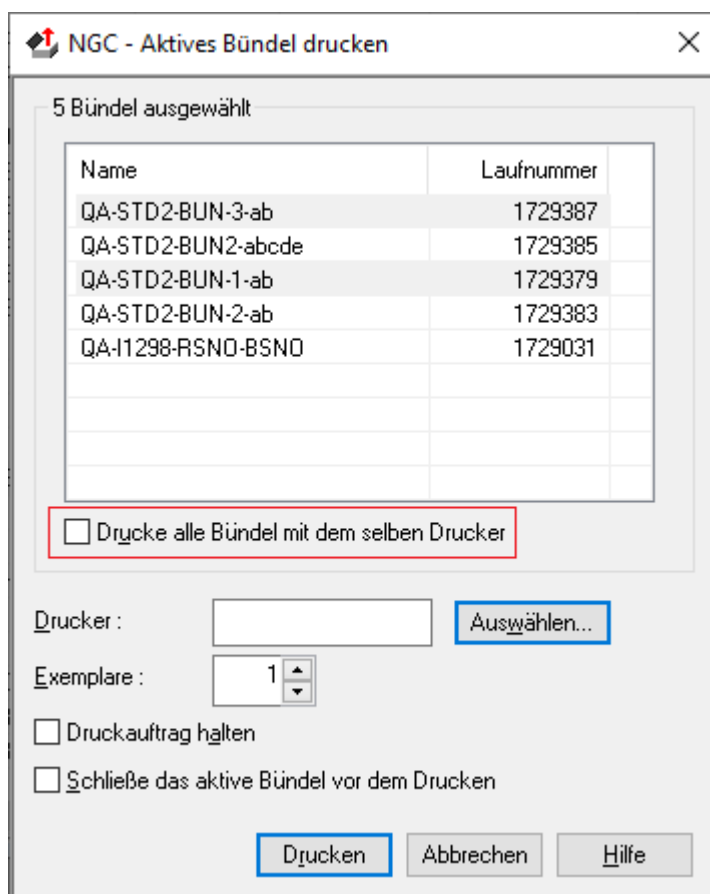 NGC - Aktives Bündel drucken
5 Bündel ausgewählt
Name Laufnummer
QA-STD2-BUN-3-ab 1729387
QA-STD2-BUN2-abcde 1729385
QA-STD2-BUN-1-ab 1729379
QA-STD2-BUN-2-ab 1729383
QA-I1298-RSNO-BSNO 1729031
Drucke alle Bündel mit dem selben Drucker
Drucker : Auswählen...
Exemplare : 1
Druckauftrag halten
Schließe das aktive Bündel vor dem Drucken
Drucken Abbrechen Hilfe